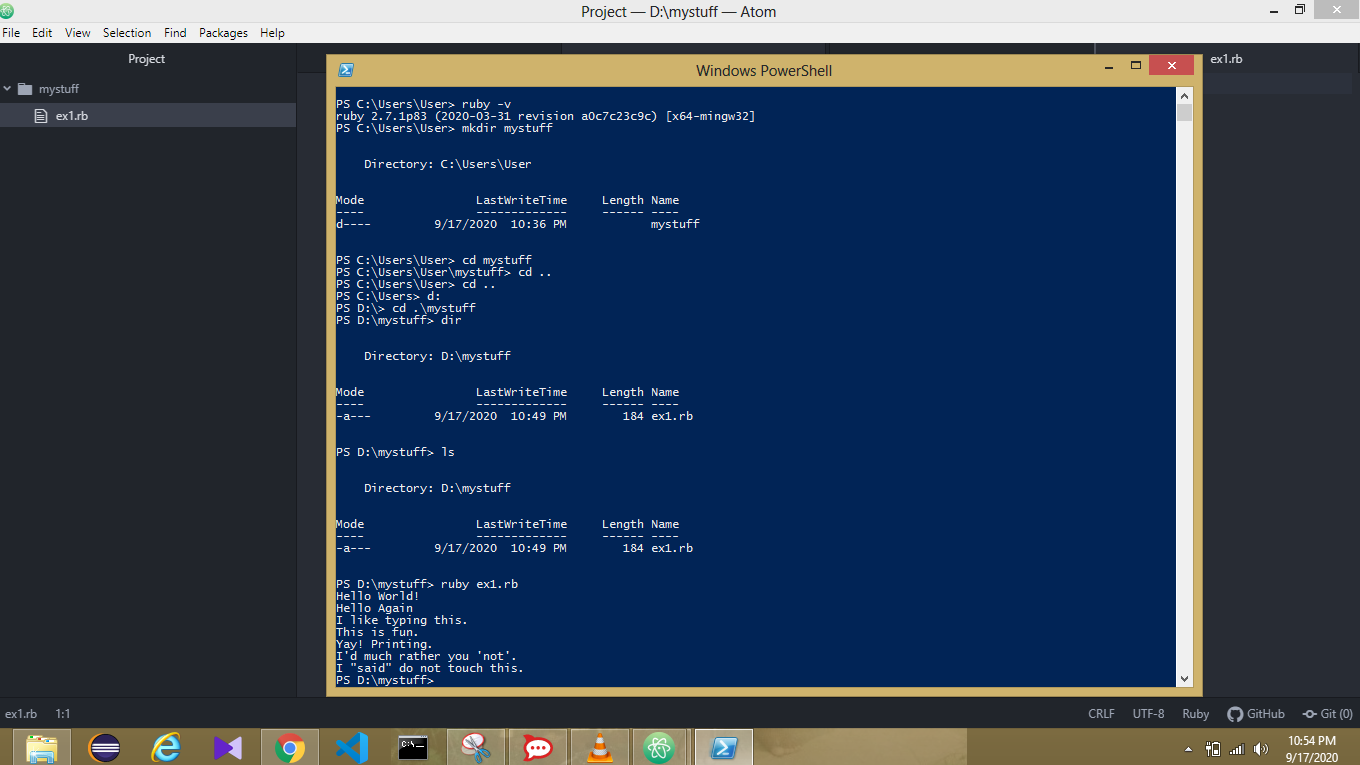 Project — D:\mystuff — Atom
File Edit View Selection Find Packages Help
Project
mystuff
ex1.rb
ex1.rb
Windows PowerShell
PS C:\Users\User> ruby -v
ruby 2.7.1p83 (2020-03-31 revision a0c7c23c9c) [x64-mingw32]
PS C:\Users\User> mkdir mystuff
Directory: C:\Users\User
Mode LastWriteTime Length Name
---- ------------- ------ ----
d---- 9/17/2020 10:36 PM mystuff
PS C:\Users\User> cd mystuff
PS C:\Users\User\mystuff> cd ..
PS C:\Users\User> cd ..
PS C:\Users> d:
PS D:\> cd .\mystuff
PS D:\mystuff> dir
Directory: D:\mystuff
Mode LastWriteTime Length Name
---- ------------- ------ ----
-a--- 9/17/2020 10:49 PM 184 ex1.rb
PS D:\mystuff> ls
Directory: D:\mystuff
Mode LastWriteTime Length Name
---- ------------- ------ ----
-a--- 9/17/2020 10:49 PM 184 ex1.rb
PS D:\mystuff> ruby ex1.rb
Hello World!
Hello Again
I like typing this.
This is fun.
Yay! Printing.
I'd much rather you 'not'.
I "said" do not touch this.
PS D:\mystuff>
ex1.rb 1:1 CRLF UTF-8 Ruby GitHub Git (0)
C:\_
10:54 PM
9/17/2020